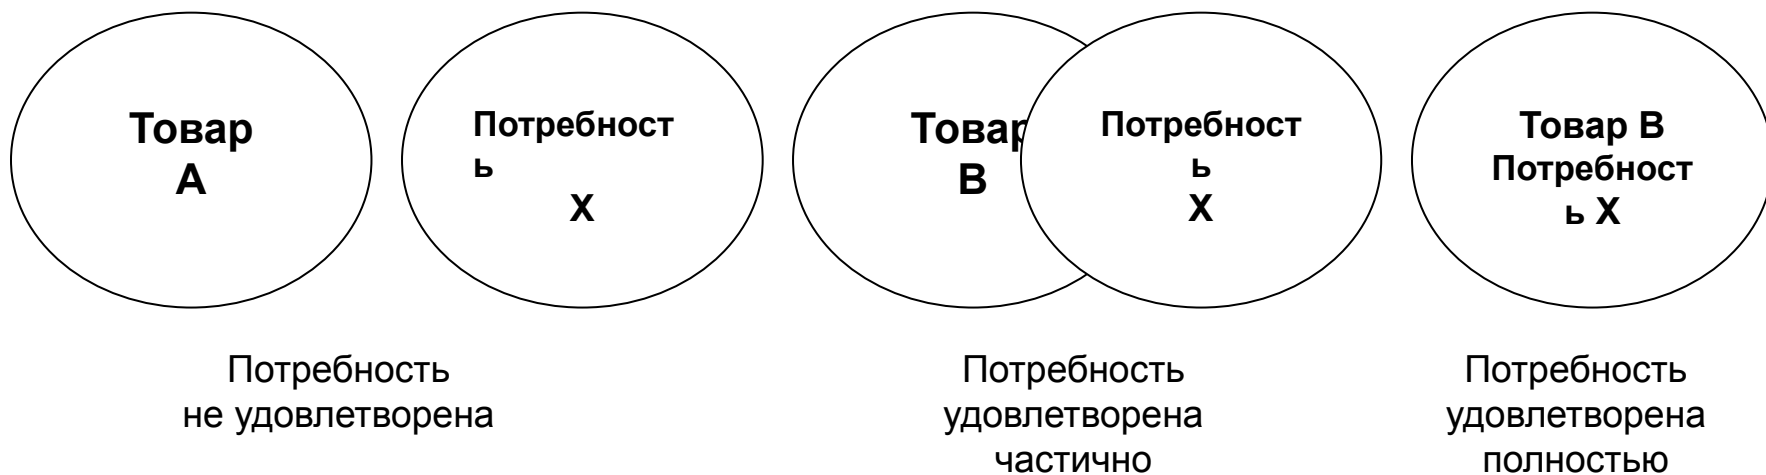 Товар
А
Потребност
ь
Х
Товар
В
Потребност
ь
Х
Товар В
Потребност
ь Х
Потребность
не удовлетворена
Потребность
удовлетворена
частично
Потребность
удовлетворена
полностью